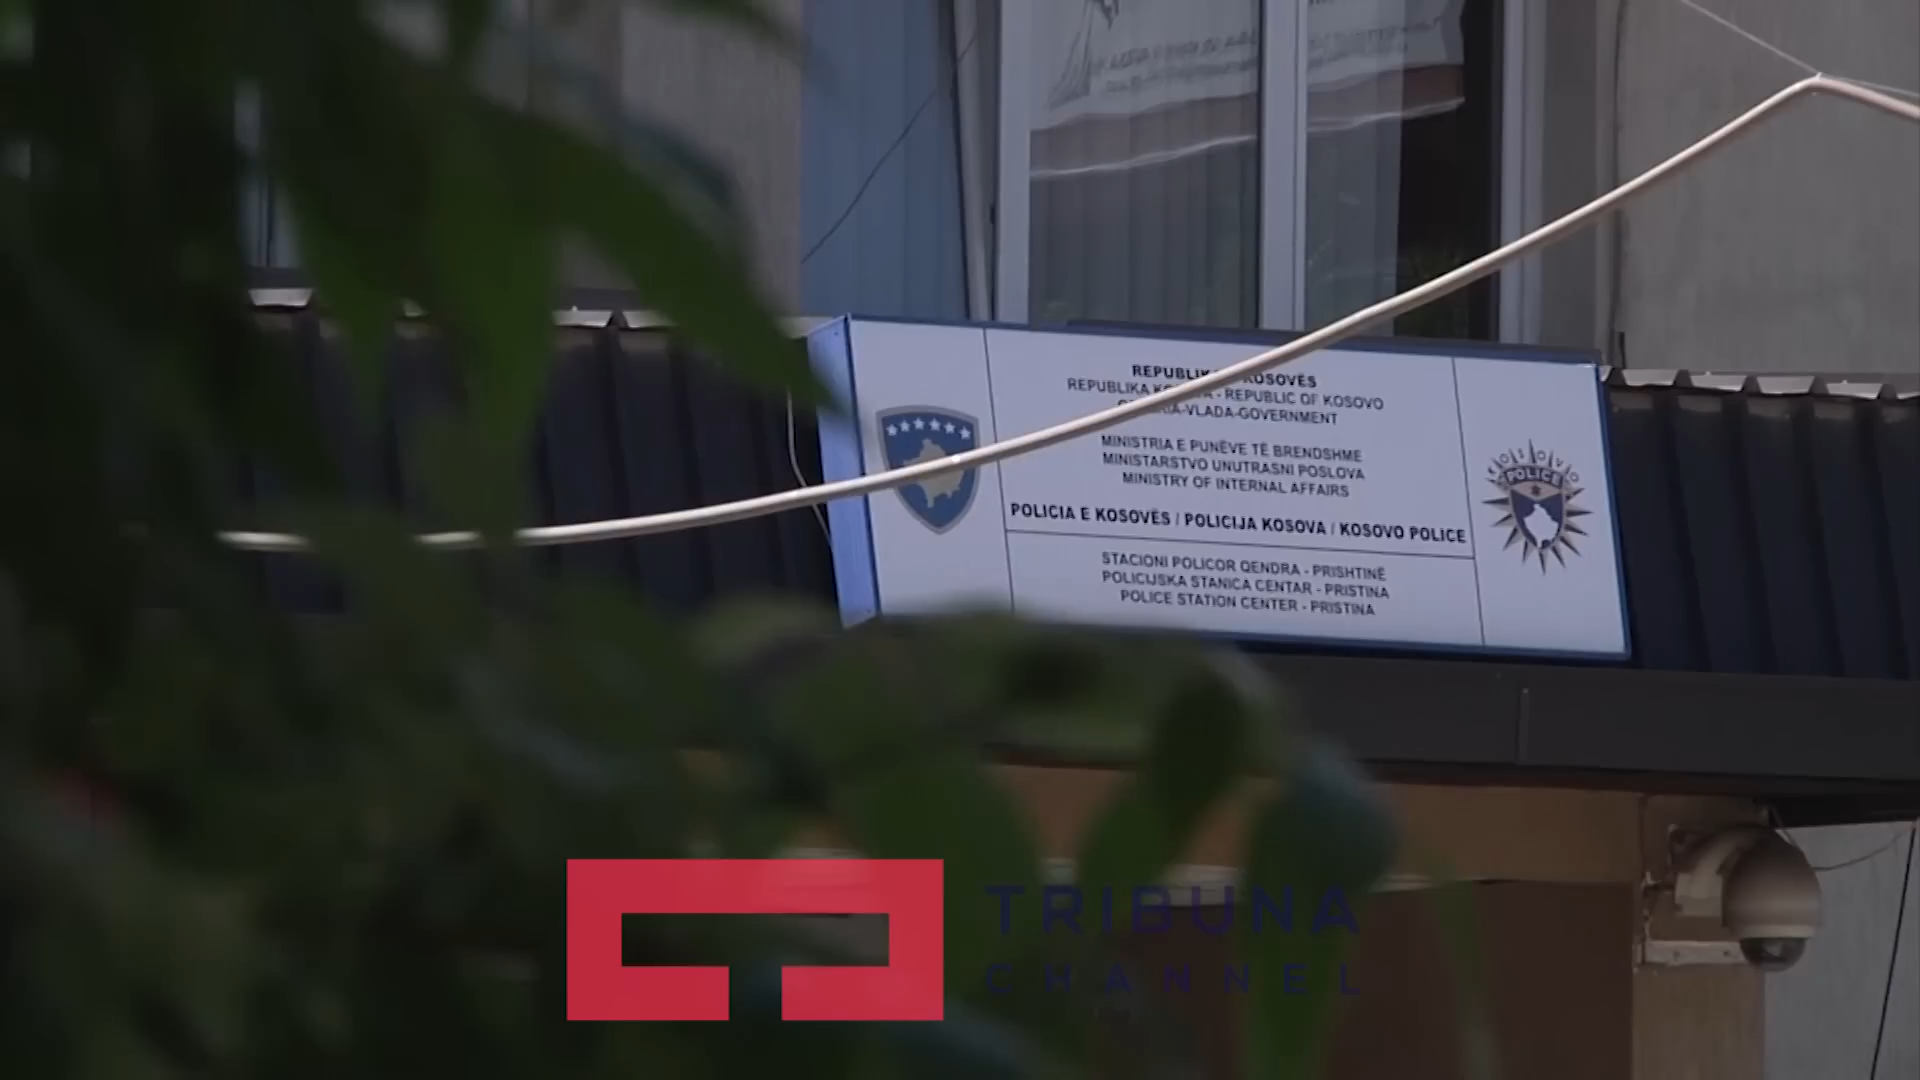 REPUBLIKA E KOSOVËS
REPUBLIKA KOSOVA - REPUBLIC OF KOSOVO
QEVERIA-VLADA-GOVERNMENT
MINISTRIA E PUNËVE TË BRENDSHME
MINISTARSTVO UNUTRASNI POSLOVA
MINISTRY OF INTERNAL AFFAIRS
POLICIA E KOSOVËS / POLICIJA KOSOVA / KOSOVO POLICE
STACIONI POLICOR QENDRA - PRISHTINË
POLICIJSKA STANICA CENTAR - PRISTINA
POLICE STATION CENTER - PRISTINA
KOSOVO
POLICE
TRIBUNA
CHANNEL